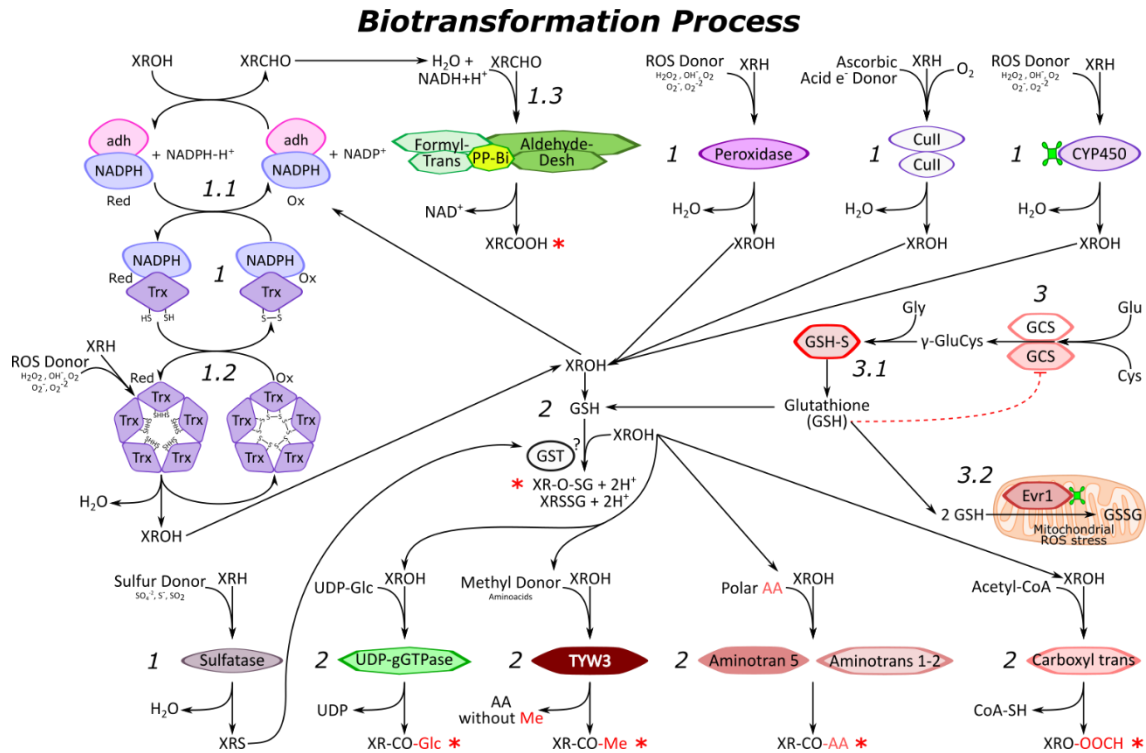 Biotransformation Process
XROH
XRCHO
H₂O +
NADH+H⁺
XRCHO
1.3
Formyl-
Trans
PP-Bi
Aldehyde-
Desh
NAD⁺
XRCOOH *
adh
NADPH
+ NADPH-H⁺
Red
1.1
adh
NADPH
+ NADP⁺
Ox
NADPH
Red
Trx
HS SH
1
NADPH
Ox
Trx
S—S
ROS Donor
H₂O₂ , OH⁻, O₂
O₂⁻, O₂⁻²
XRH
Red
1.2
Ox
Trx
Trx
Trx
Trx
Trx
Trx
Trx
Trx
Trx
Trx
H₂O
XROH
ROS Donor
H₂O₂ , OH⁻, O₂
O₂⁻, O₂⁻²
XRH
1
Peroxidase
H₂O
XROH
Ascorbic
Acid e⁻ Donor
XRH
O₂
1
CuII
CuII
H₂O
XROH
ROS Donor
H₂O₂ , OH⁻, O₂
O₂⁻, O₂⁻²
XRH
1
CYP450
H₂O
XROH
3
Glu
GCS
GCS
Cys
γ-GluCys
Gly
GSH-S
3.1
Glutathione
(GSH)
XROH
2
GSH
GST
?
XROH
* XR-O-SG + 2H⁺
XRSSG + 2H⁺
3.2
2 GSH
Evr1
GSSG
Mitochondrial
ROS stress
Sulfur Donor
SO₄⁻², S⁻, SO₂
XRH
1
Sulfatase
H₂O
XRS
UDP-Glc
XROH
2
UDP-gGTPase
UDP
XR-CO-Glc *
Methyl Donor
Aminoacids
XROH
2
TYW3
AA
without Me
XR-CO-Me *
Polar AA
XROH
2
Aminotran 5
Aminotrans 1-2
XR-CO-AA *
Acetyl-CoA
XROH
2
Carboxyl trans
CoA-SH
XRO-OOCH *